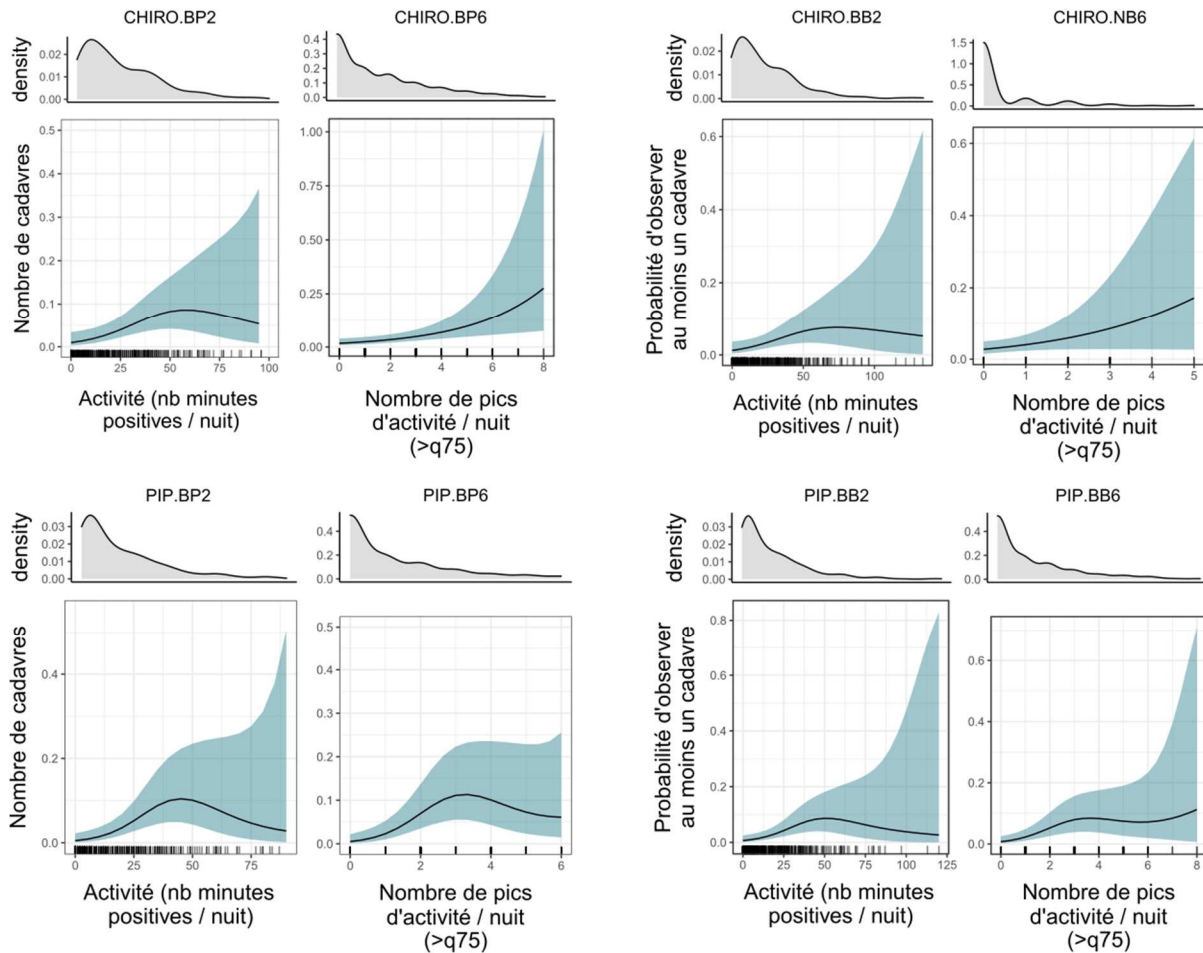 CHIRO.BP2
density
0.02
0.01
0.00
Nombre de cadavres
0.5
0.4
0.3
0.2
0.1
0.0
0 25 50 75 100
Activité (nb minutes
positives / nuit)
CHIRO.BP6
0.4
0.3
0.2
0.1
0.0
1.00
0.75
0.50
0.25
0.00
0 2 4 6 8
Nombre de pics
d'activité / nuit
(>q75)
CHIRO.BB2
density
0.02
0.01
0.00
Probabilité d'observer
au moins un cadavre
0.6
0.4
0.2
0.0
0 50 100
Activité (nb minutes
positives / nuit)
CHIRO.NB6
1.5
1.0
0.5
0.0
0.6
0.4
0.2
0.0
0 1 2 3 4 5
Nombre de pics
d'activité / nuit
(>q75)
PIP.BP2
density
0.03
0.02
0.01
0.00
Nombre de cadavres
0.4
0.2
0.0
0 25 50 75
Activité (nb minutes
positives / nuit)
PIP.BP6
0.4
0.2
0.0
0.5
0.4
0.3
0.2
0.1
0.0
0 2 4 6
Nombre de pics
d'activité / nuit
(>q75)
PIP.BB2
density
0.03
0.02
0.01
0.00
Probabilité d'observer
au moins un cadavre
0.8
0.6
0.4
0.2
0.0
0 25 50 75 100 125
Activité (nb minutes
positives / nuit)
PIP.BB6
0.4
0.2
0.0
0.6
0.4
0.2
0.0
0 2 4 6 8
Nombre de pics
d'activité / nuit
(>q75)